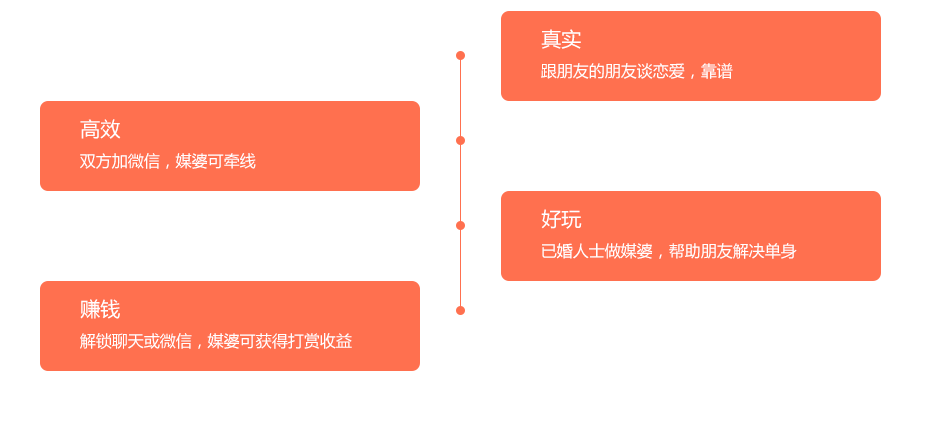 真实
跟朋友的朋友谈恋爱，靠谱
高效
双方加微信，媒婆可牵线
好玩
已婚人士做媒婆，帮助朋友解决单身
赚钱
解锁聊天或微信，媒婆可获得打赏收益